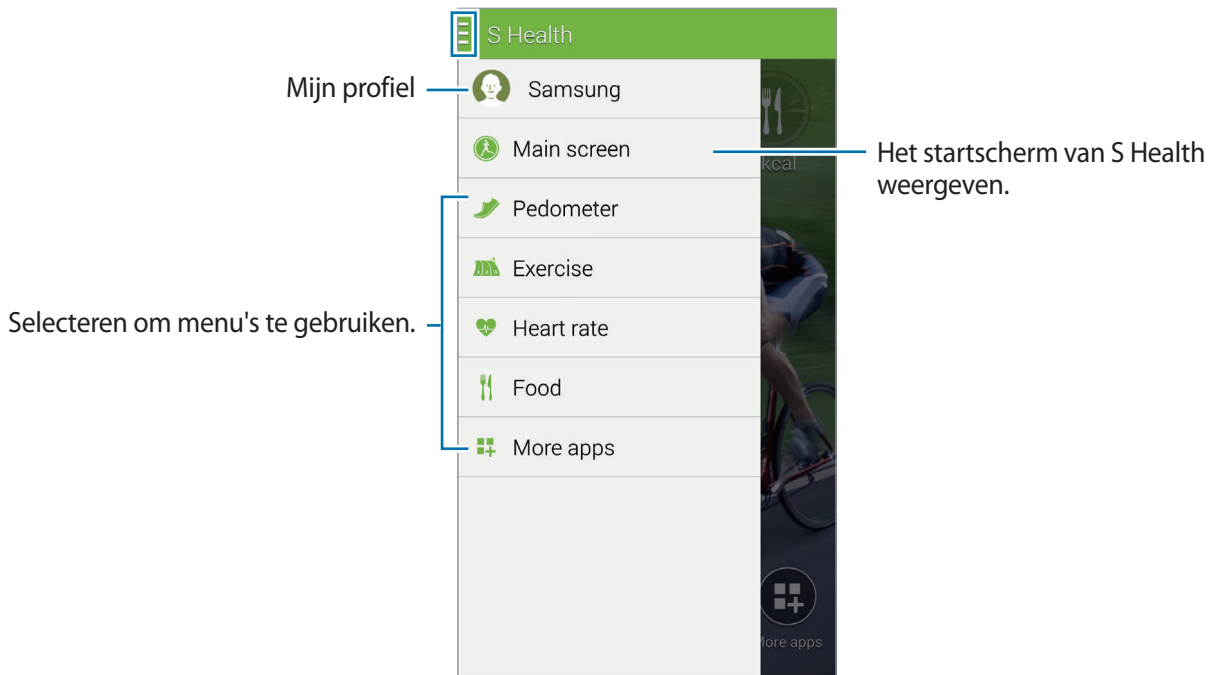 S Health
Mijn profiel
Samsung
Main screen
kcal
Het startscherm van S Health
weergeven.
Pedometer
Exercise
Selecteren om menu's te gebruiken.
Heart rate
Food
More apps
More apps